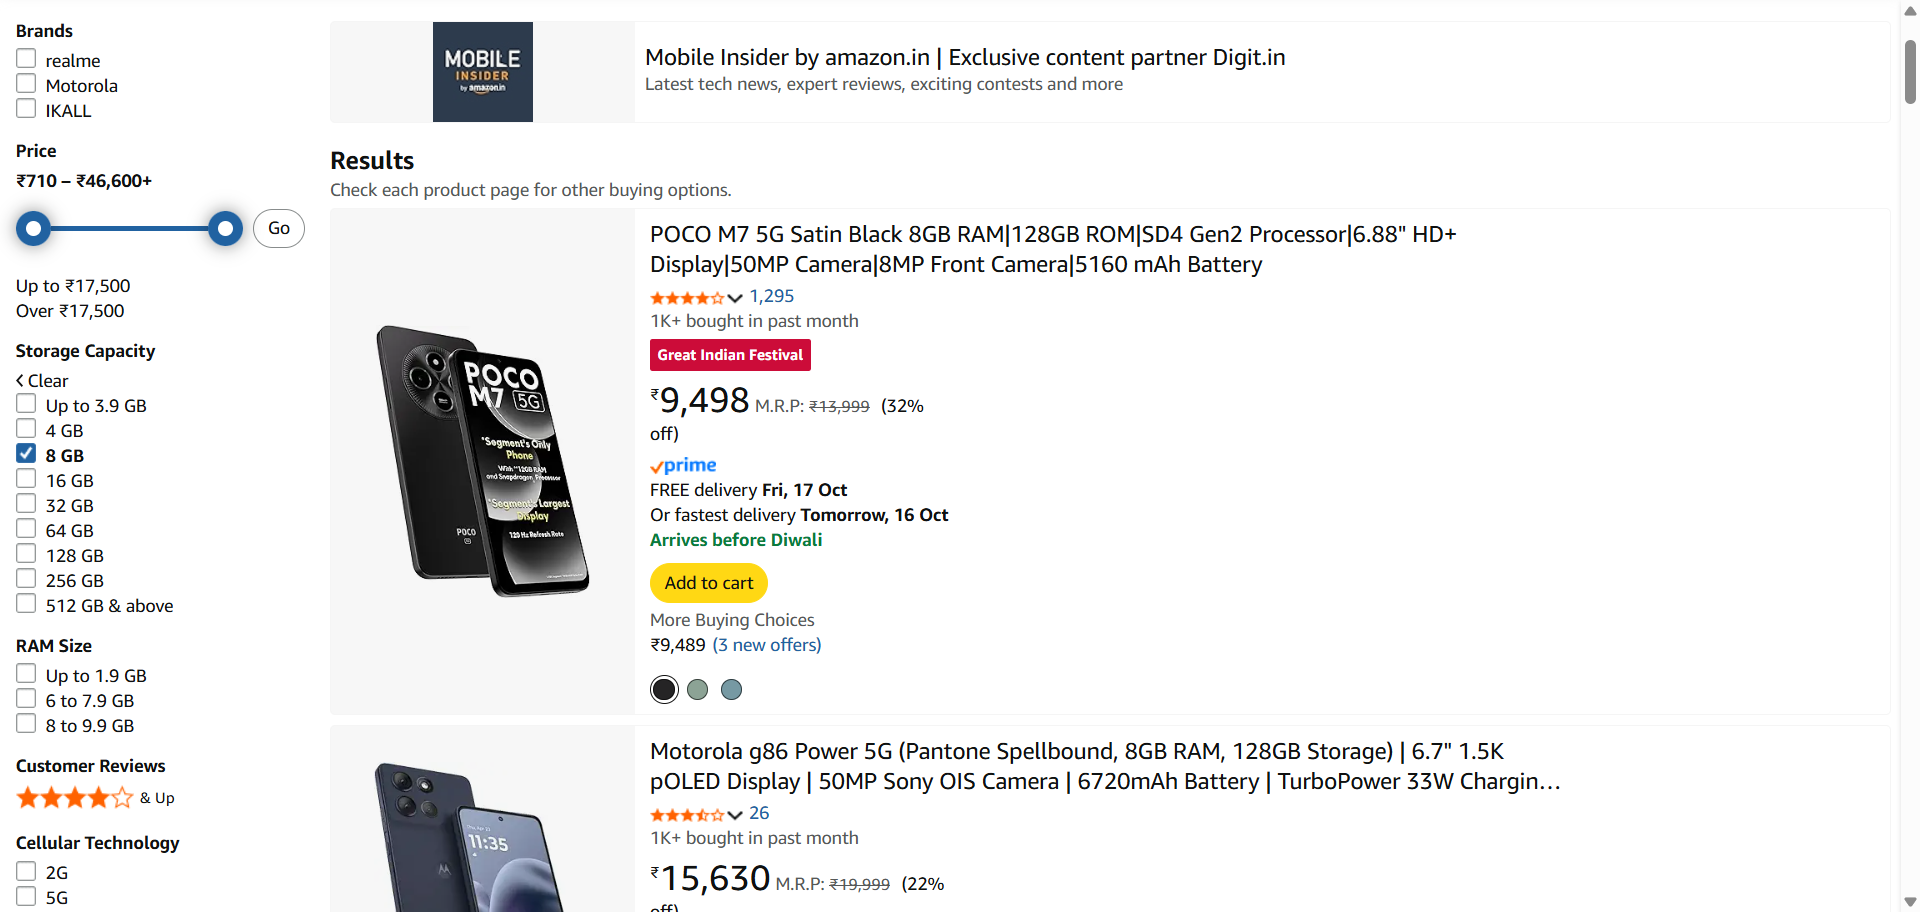 Brands
realme
Motorola
IKALL
Price
₹710 – ₹46,600+
Go
Up to ₹17,500
Over ₹17,500
Storage Capacity
Clear
Up to 3.9 GB
4 GB
8 GB
16 GB
32 GB
64 GB
128 GB
256 GB
512 GB & above
RAM Size
Up to 1.9 GB
6 to 7.9 GB
8 to 9.9 GB
Customer Reviews
& Up
Cellular Technology
2G
5G
MOBILE
INSIDER
by amazon.in
Mobile Insider by amazon.in | Exclusive content partner Digit.in
Latest tech news, expert reviews, exciting contests and more
Results
Check each product page for other buying options.
POCO
M7 5G
*Segment's Only
Phone
With **12GB RAM
and Snapdragon Processor
*Segment's Largest
Display
120 Hz Refresh Rate
POCO
5G
POCO M7 5G Satin Black 8GB RAM|128GB ROM|SD4 Gen2 Processor|6.88" HD+
Display|50MP Camera|8MP Front Camera|5160 mAh Battery
1,295
1K+ bought in past month
Great Indian Festival
₹9,498 M.R.P: ₹13,999 (32%
off)
prime
FREE delivery Fri, 17 Oct
Or fastest delivery Tomorrow, 16 Oct
Arrives before Diwali
Add to cart
More Buying Choices
₹9,489 (3 new offers)
11:35
Motorola g86 Power 5G (Pantone Spellbound, 8GB RAM, 128GB Storage) | 6.7" 1.5K
pOLED Display | 50MP Sony OIS Camera | 6720mAh Battery | TurboPower 33W Chargin…
26
1K+ bought in past month
₹15,630 M.R.P: ₹19,999 (22%
off)